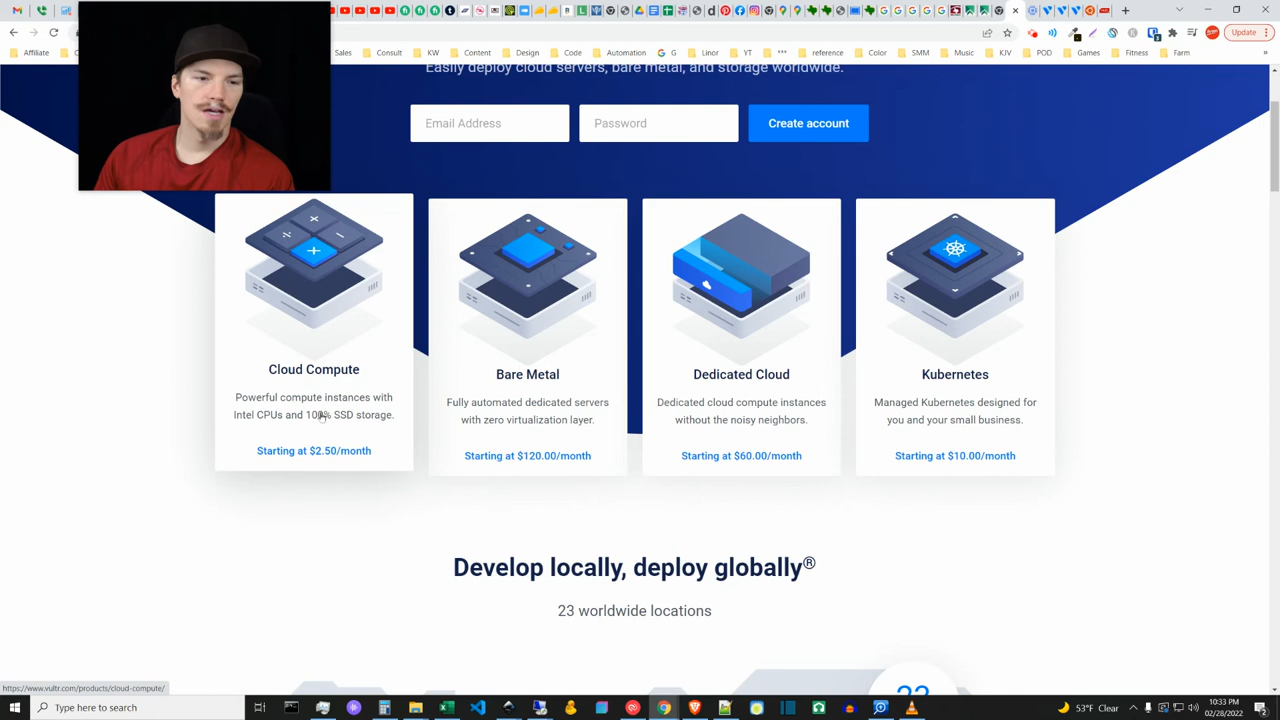 Update
Affiliate
Sales
Consult
KW
Content
Design
Code
Automation
G
Linor
YT
***
reference
Color
SMM
Music
KJV
POD
Games
Fitness
Farm
Easily deploy cloud servers, bare metal, and storage worldwide.
Email Address
Password
Create account
Cloud Compute
Powerful compute instances with
Intel CPUs and 100% SSD storage.
Starting at $2.50/month
Bare Metal
Fully automated dedicated servers
with zero virtualization layer.
Starting at $120.00/month
Dedicated Cloud
Dedicated cloud compute instances
without the noisy neighbors.
Starting at $60.00/month
Kubernetes
Managed Kubernetes designed for
you and your small business.
Starting at $10.00/month
Develop locally, deploy globally®
23 worldwide locations
https://www.vultr.com/products/cloud-compute/
Type here to search
53°F Clear
10:33 PM
02/28/2022